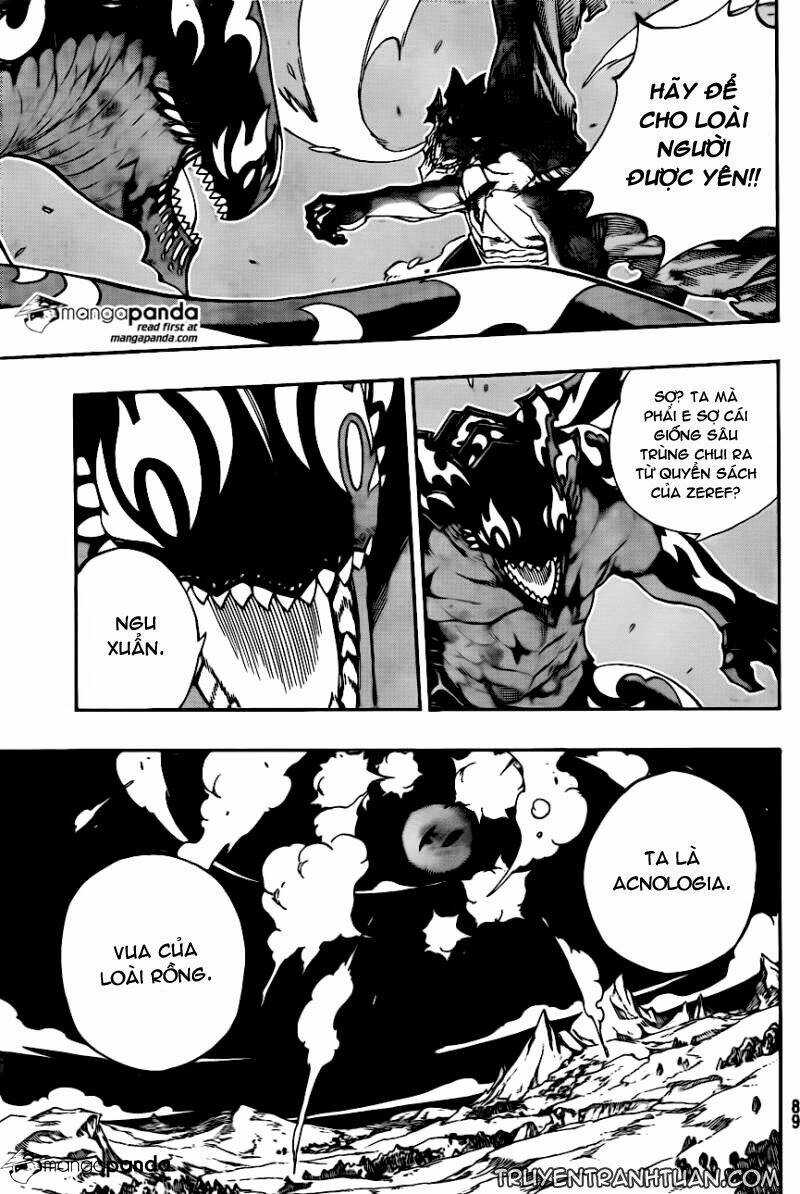 HÃY ĐỂ
CHO LOÀI
NGƯỜI
ĐƯỢC YÊN!!
mangapanda
read first at
mangapanda.com
SỢ? TA MÀ
PHẢI E SỢ CÁI
GIỐNG SÂU
TRÙNG CHUI RA
TỪ QUYỂN SÁCH
CỦA ZEREF?
NGU
XUẨN.
TA LÀ
ACNOLOGIA.
VUA CỦA
LOÀI RỒNG.
89
mangapanda
TRUYENTRANHTUAN.COM